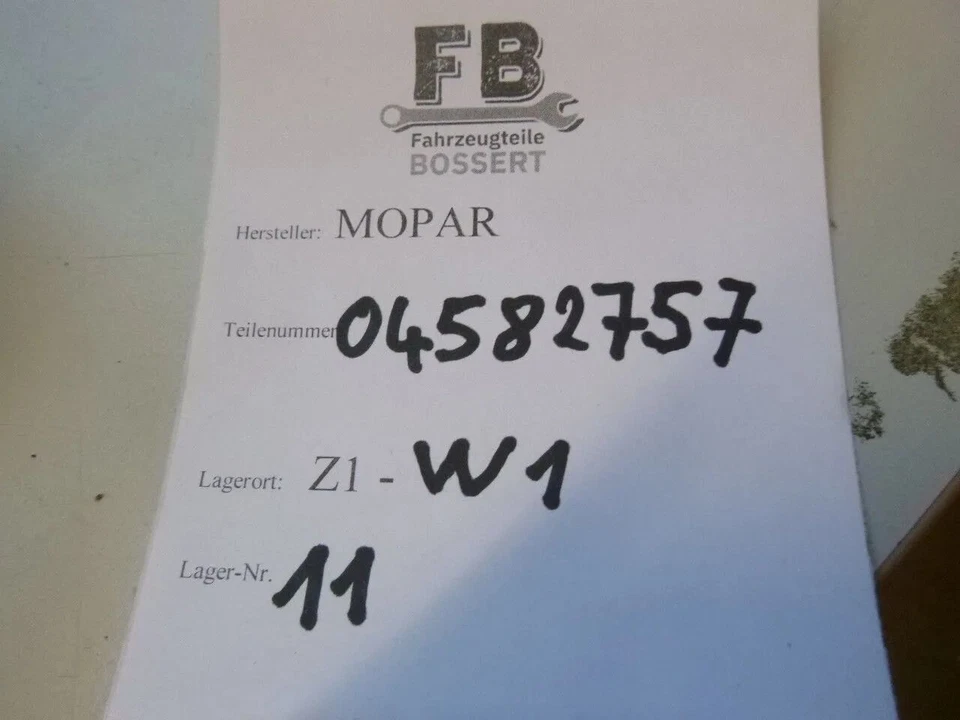 FB
Fahrzeugteile
BOSSERT
Hersteller: MOPAR
Teilenummer 04582757
Lagerort: Z1 - W1
Lager-Nr. 11